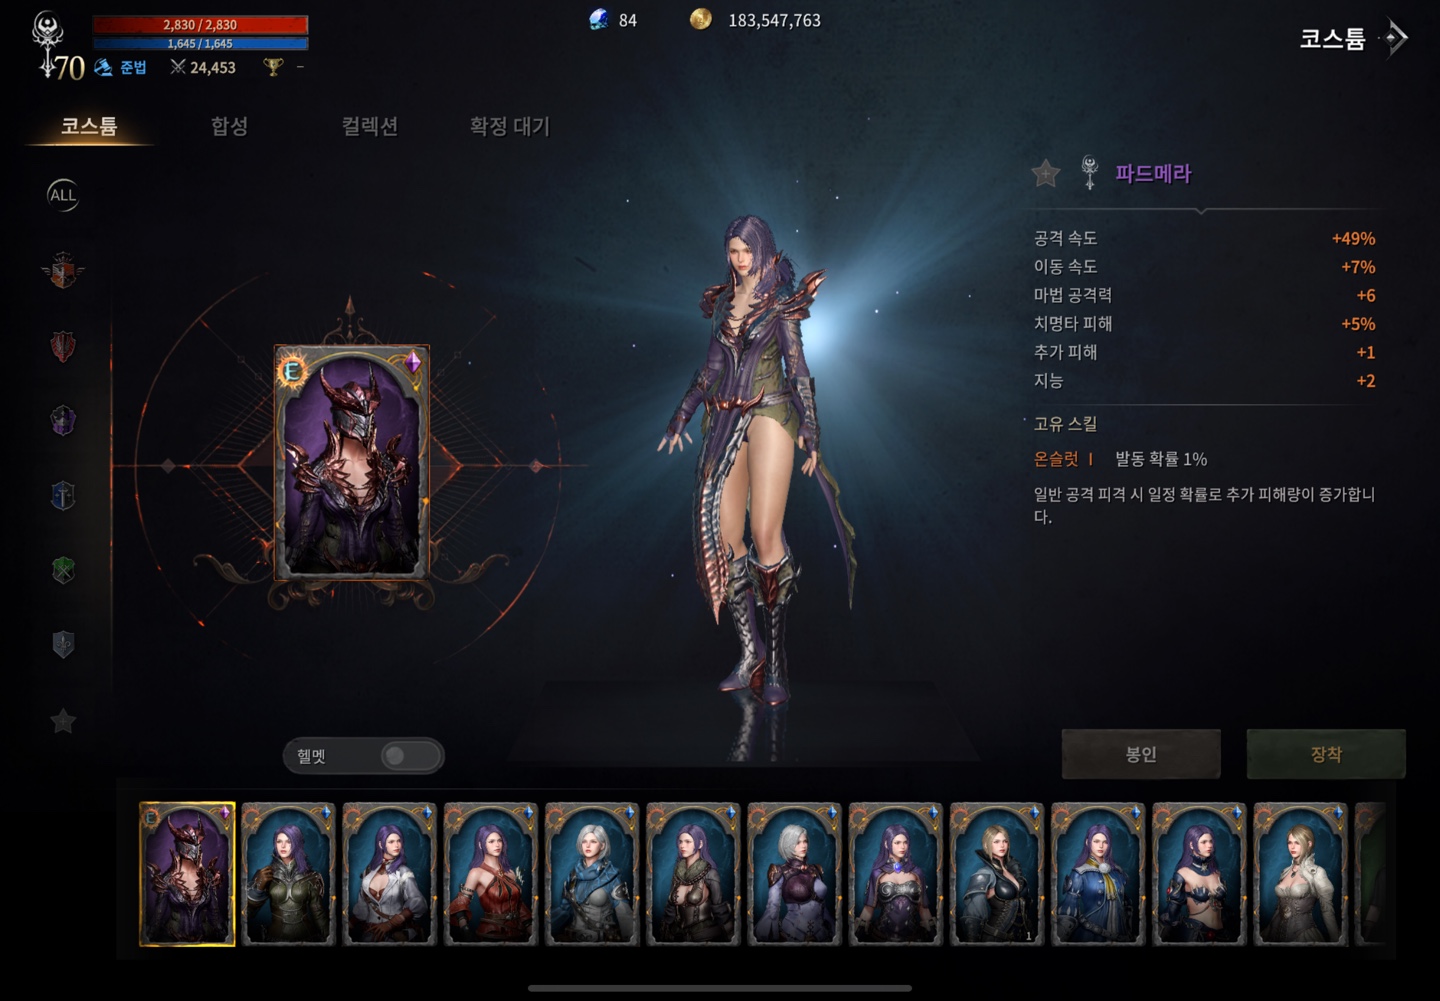 2,830 / 2,830
1,645 / 1,645
70 준법 24,453 -
84 183,547,763
코스튬
코스튬 합성 컬렉션 확정 대기
ALL
E
파드메라
공격 속도 +49%
이동 속도 +7%
마법 공격력 +6
치명타 피해 +5%
추가 피해 +1
지능 +2
고유 스킬
온슬럿 I 발동 확률 1%
일반 공격 피격 시 일정 확률로 추가 피해량이 증가합니
다.
헬멧
봉인 장착
E
1